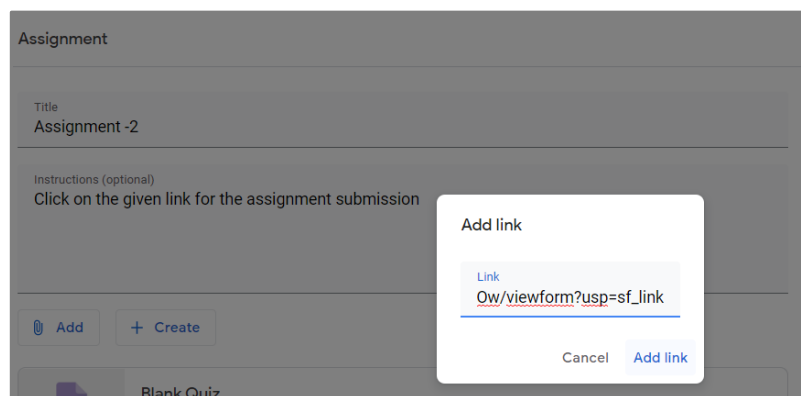 Assignment
Title
Assignment -2
Instructions (optional)
Click on the given link for the assignment submission
Add link
Link
Ow/viewform?usp=sf_link
Cancel Add link
Add + Create
Blank Quiz